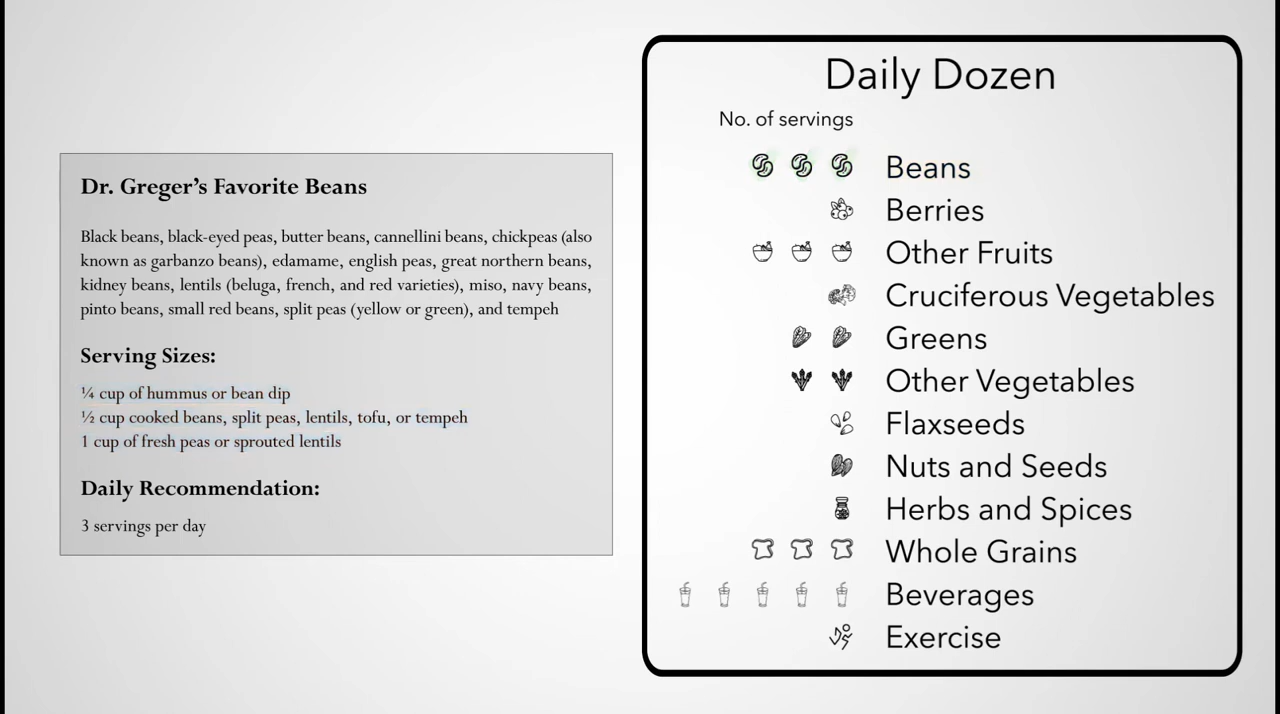 Dr. Greger’s Favorite Beans
Black beans, black-eyed peas, butter beans, cannellini beans, chickpeas (also
known as garbanzo beans), edamame, english peas, great northern beans,
kidney beans, lentils (beluga, french, and red varieties), miso, navy beans,
pinto beans, small red beans, split peas (yellow or green), and tempeh
Serving Sizes:
¼ cup of hummus or bean dip
½ cup cooked beans, split peas, lentils, tofu, or tempeh
1 cup of fresh peas or sprouted lentils
Daily Recommendation:
3 servings per day
Daily Dozen
No. of servings
Beans
Berries
Other Fruits
Cruciferous Vegetables
Greens
Other Vegetables
Flaxseeds
Nuts and Seeds
Herbs and Spices
Whole Grains
Beverages
Exercise